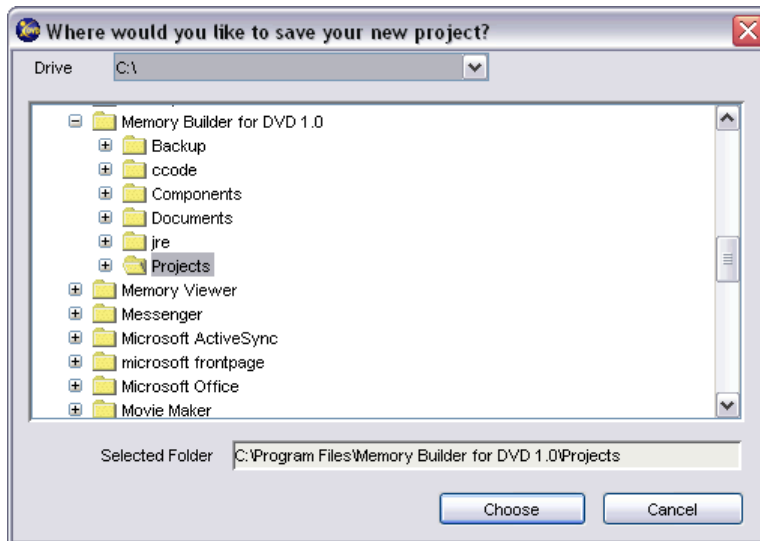 Where would you like to save your new project?
Drive C:\
Memory Builder for DVD 1.0
Backup
ccode
Components
Documents
jre
Projects
Memory Viewer
Messenger
Microsoft ActiveSync
microsoft frontpage
Microsoft Office
Movie Maker
Selected Folder C:\Program Files\Memory Builder for DVD 1.0\Projects
Choose Cancel